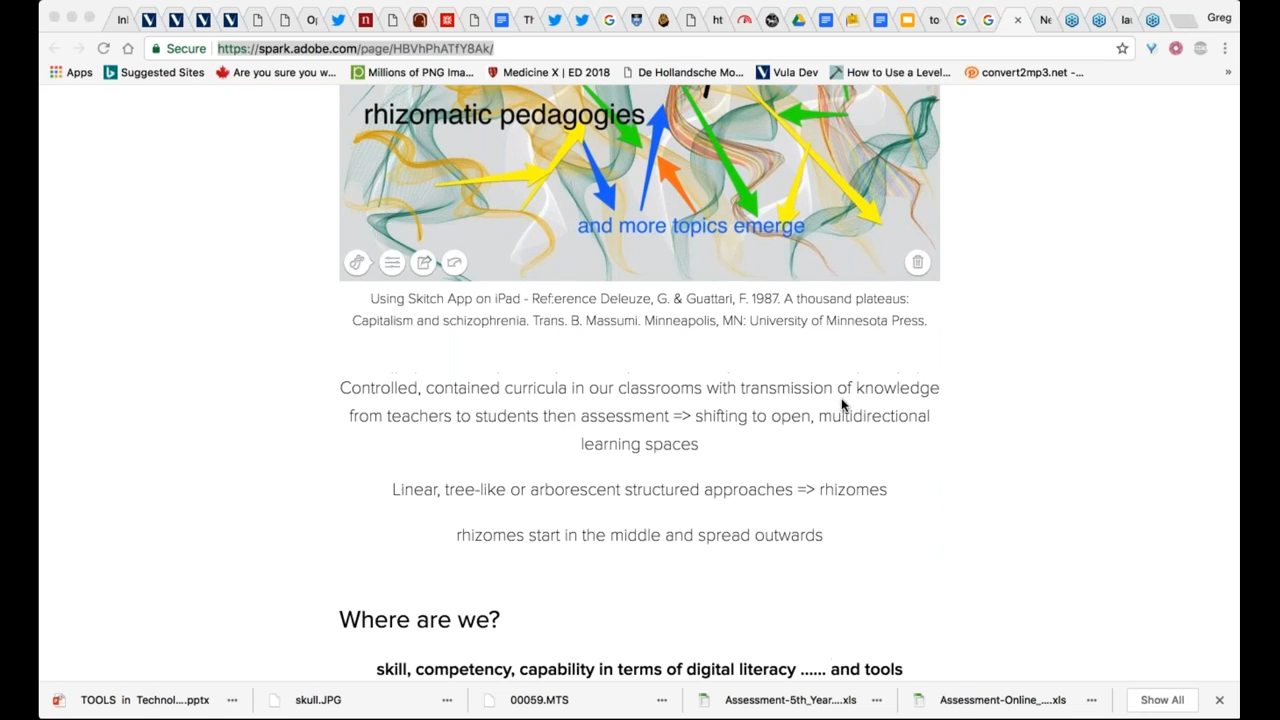 Inl
O
Tl
ht
to
Ne
lau
Greg
Secure https://spark.adobe.com/page/HBVhPhATfY8Ak/
Apps Suggested Sites Are you sure you w... Millions of PNG Ima... Medicine X | ED 2018 De Hollandsche Mo... Vula Dev How to Use a Level... convert2mp3.net -... »
rhizomatic pedagogies
and more topics emerge
Using Skitch App on iPad - Ref:erence Deleuze, G. & Guattari, F. 1987. A thousand plateaus:
Capitalism and schizophrenia. Trans. B. Massumi. Minneapolis, MN: University of Minnesota Press.
Controlled, contained curricula in our classrooms with transmission of knowledge
from teachers to students then assessment => shifting to open, multidirectional
learning spaces
Linear, tree-like or arborescent structured approaches => rhizomes
rhizomes start in the middle and spread outwards
Where are we?
skill, competency, capability in terms of digital literacy ...... and tools
TOOLS in Technol....pptx skull.JPG 00059.MTS Assessment-5th_Year....xls Assessment-Online_....xls Show All